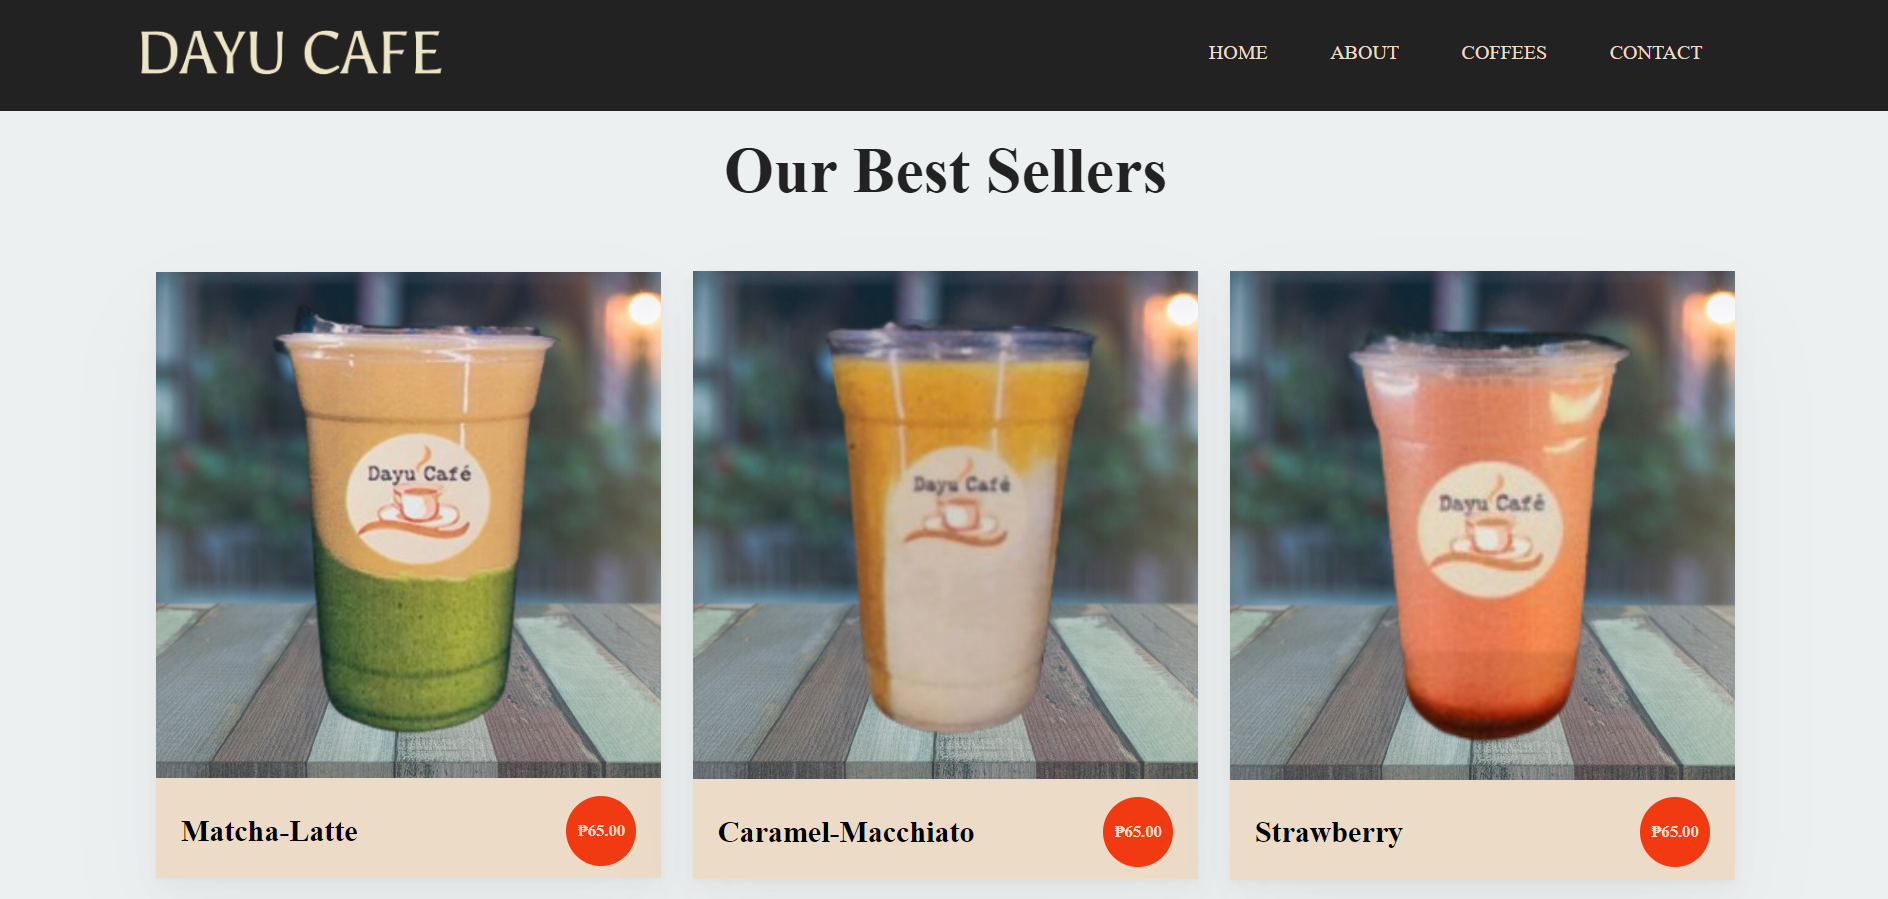 DAYU CAFE
HOME ABOUT COFFEES CONTACT
Our Best Sellers
Dayu Café
Dayu Café
Dayu Café
Matcha-Latte
₱65.00
Caramel-Macchiato
₱65.00
Strawberry
₱65.00